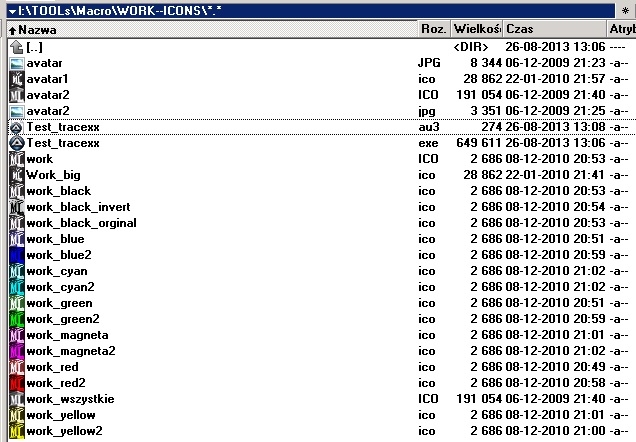 I:\TOOLs\Macro\WORK--ICONS\*.* *
Nazwa Roz. Wielkość Czas Atryb
[..] <DIR> 26-08-2013 13:06 ----
avatar JPG 8 344 06-12-2009 21:23 -a--
avatar1 ico 28 862 22-01-2010 21:57 -a--
avatar2 ICO 191 054 06-12-2009 21:40 -a--
avatar2 jpg 3 351 06-12-2009 21:25 -a--
Test_tracexx au3 274 26-08-2013 13:08 -a--
Test_tracexx exe 649 611 26-08-2013 13:06 -a--
work ICO 2 686 08-12-2010 20:53 -a--
Work_big ico 28 862 22-01-2010 21:41 -a--
work_black ico 2 686 08-12-2010 20:53 -a--
work_black_invert ico 2 686 08-12-2010 20:54 -a--
work_black_orginal ico 2 686 08-12-2010 20:53 -a--
work_blue ico 2 686 08-12-2010 20:51 -a--
work_blue2 ico 2 686 08-12-2010 20:59 -a--
work_cyan ico 2 686 08-12-2010 21:02 -a--
work_cyan2 ico 2 686 08-12-2010 21:02 -a--
work_green ico 2 686 08-12-2010 20:51 -a--
work_green2 ico 2 686 08-12-2010 20:59 -a--
work_magneta ico 2 686 08-12-2010 21:01 -a--
work_magneta2 ico 2 686 08-12-2010 21:02 -a--
work_red ico 2 686 08-12-2010 20:49 -a--
work_red2 ico 2 686 08-12-2010 20:58 -a--
work_wszystkie ICO 191 054 06-12-2009 21:40 -a--
work_yellow ico 2 686 08-12-2010 21:01 -a--
work_yellow2 ico 2 686 08-12-2010 21:00 -a--